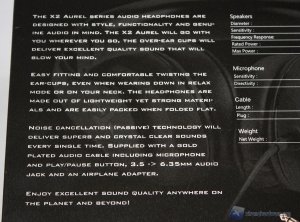 The X2 Aurel series audio headphones are
designed with style, functionality and genu-
ine audio in mind. The X2 Aurel will go with
you wherever you go. The over-ear cups will
deliver excellent quality sound that will
blow your mind.
Easy fitting and comfortable twisting the
ear-cups, even when wearing down in relax
mode or on your neck. The headphones are
made out of lightweight yet strong materi-
als and are easily packed when folded flat.
Noise cancellation (passive) technology will
deliver superb and crystal clear sounds
every single time. Supplied with a gold
plated audio cable including microphone
and play/pause button, 3.5 -> 6.35mm audio
jack and an airplane adapter.
Enjoy excellent sound quality anywhere on
the planet and beyond!
Speakers
Diameter :
Sensitivity :
Frequency Response :
Rated Power :
Max Power :
Microphone
Sensitivity :
Directivity :
Cable
Length :
Plug :
Weight
Net Weight :